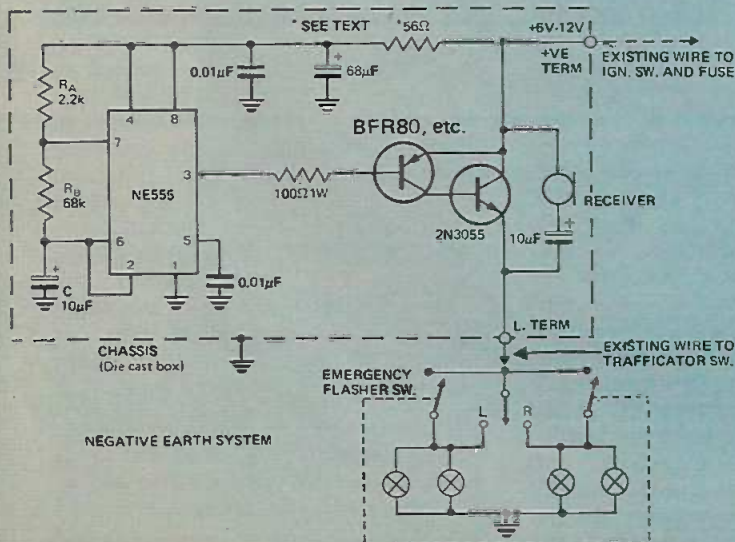 * SEE TEXT
*56Ω
+6V-12V
+VE
TERM
EXISTING WIRE TO
IGN. SW. AND FUSE
0.01μF
+
68μF
RA
2.2k
4
8
7
BFR80, etc.
3
NE555
RB
68k
100Ω1W
RECEIVER
2N3055
+
10μF
6
5
2
1
+
C
10μF
0.01μF
L. TERM
CHASSIS
(Die cast box)
EXISTING WIRE TO
TRAFFICATOR SW.
EMERGENCY
FLASHER SW.
L
R
NEGATIVE EARTH SYSTEM